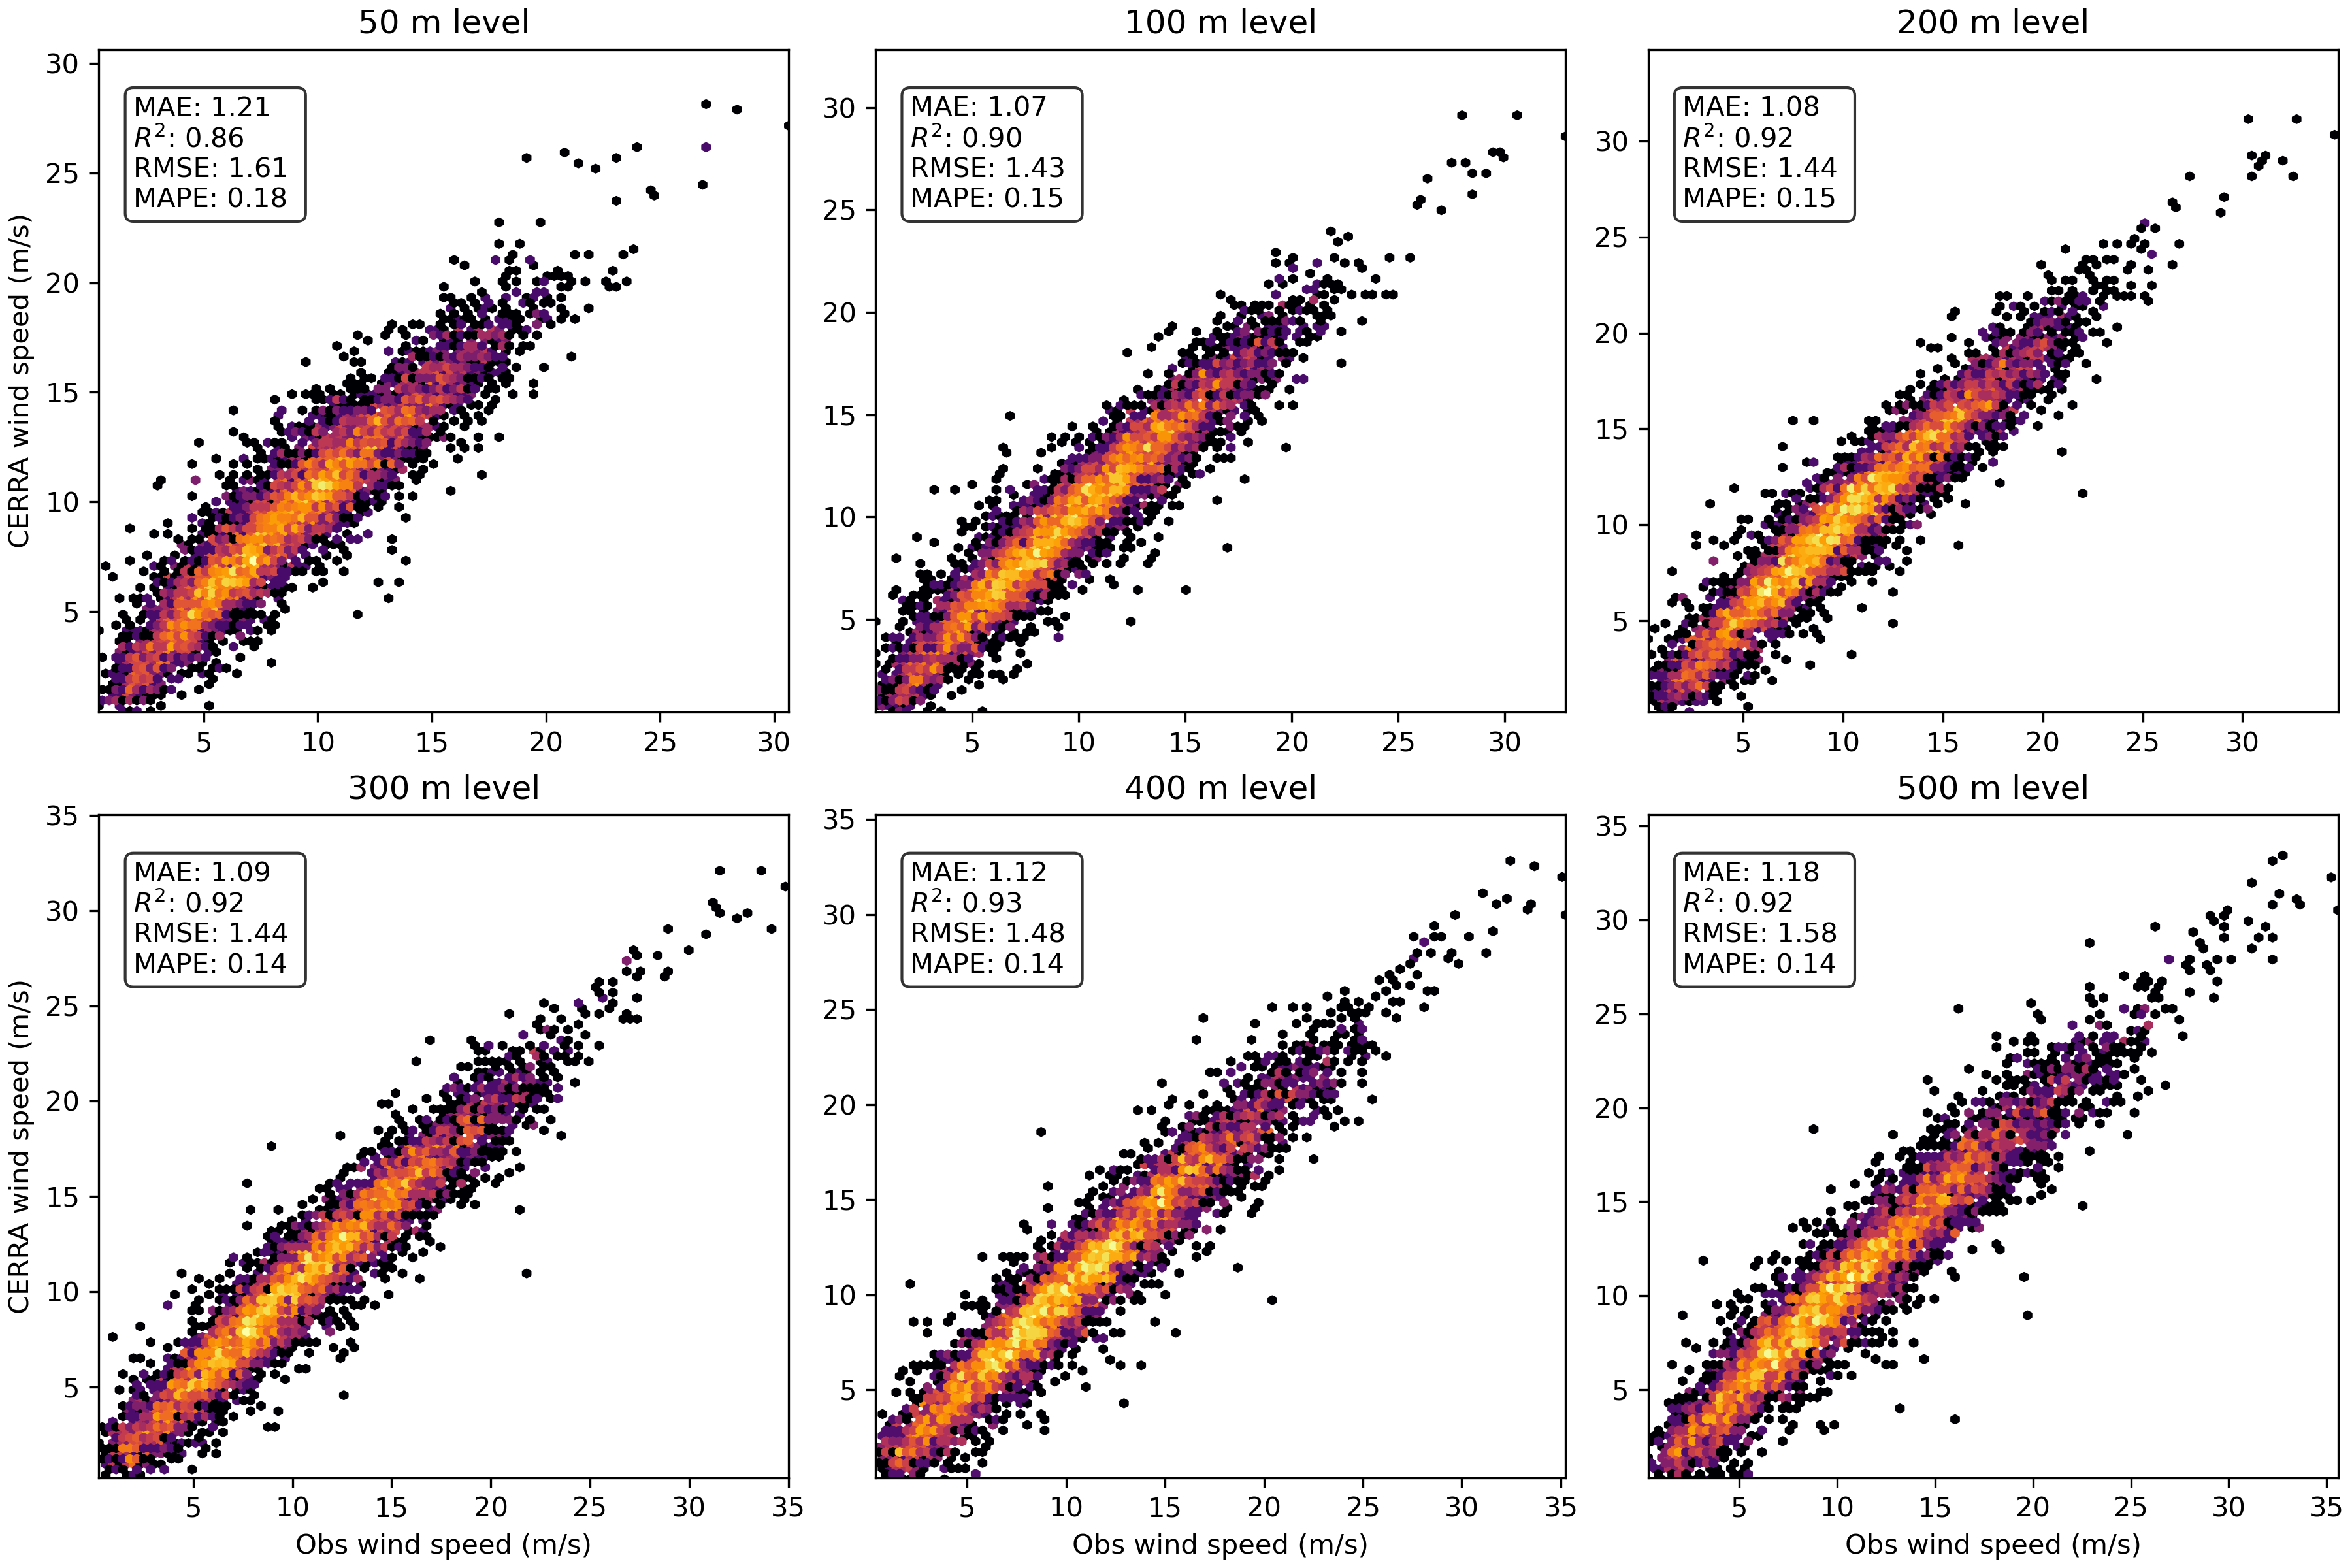 50 m level
100 m level
200 m level
CERRA wind speed (m/s)
30
25
20
15
10
5
MAE: 1.21
R²: 0.86
RMSE: 1.61
MAPE: 0.18
5 10 15 20 25 30
30
25
20
15
10
5
MAE: 1.07
R²: 0.90
RMSE: 1.43
MAPE: 0.15
5 10 15 20 25 30
30
25
20
15
10
5
MAE: 1.08
R²: 0.92
RMSE: 1.44
MAPE: 0.15
5 10 15 20 25 30
300 m level
400 m level
500 m level
CERRA wind speed (m/s)
35
30
25
20
15
10
5
MAE: 1.09
R²: 0.92
RMSE: 1.44
MAPE: 0.14
5 10 15 20 25 30 35
Obs wind speed (m/s)
35
30
25
20
15
10
5
MAE: 1.12
R²: 0.93
RMSE: 1.48
MAPE: 0.14
5 10 15 20 25 30 35
Obs wind speed (m/s)
35
30
25
20
15
10
5
MAE: 1.18
R²: 0.92
RMSE: 1.58
MAPE: 0.14
5 10 15 20 25 30 35
Obs wind speed (m/s)